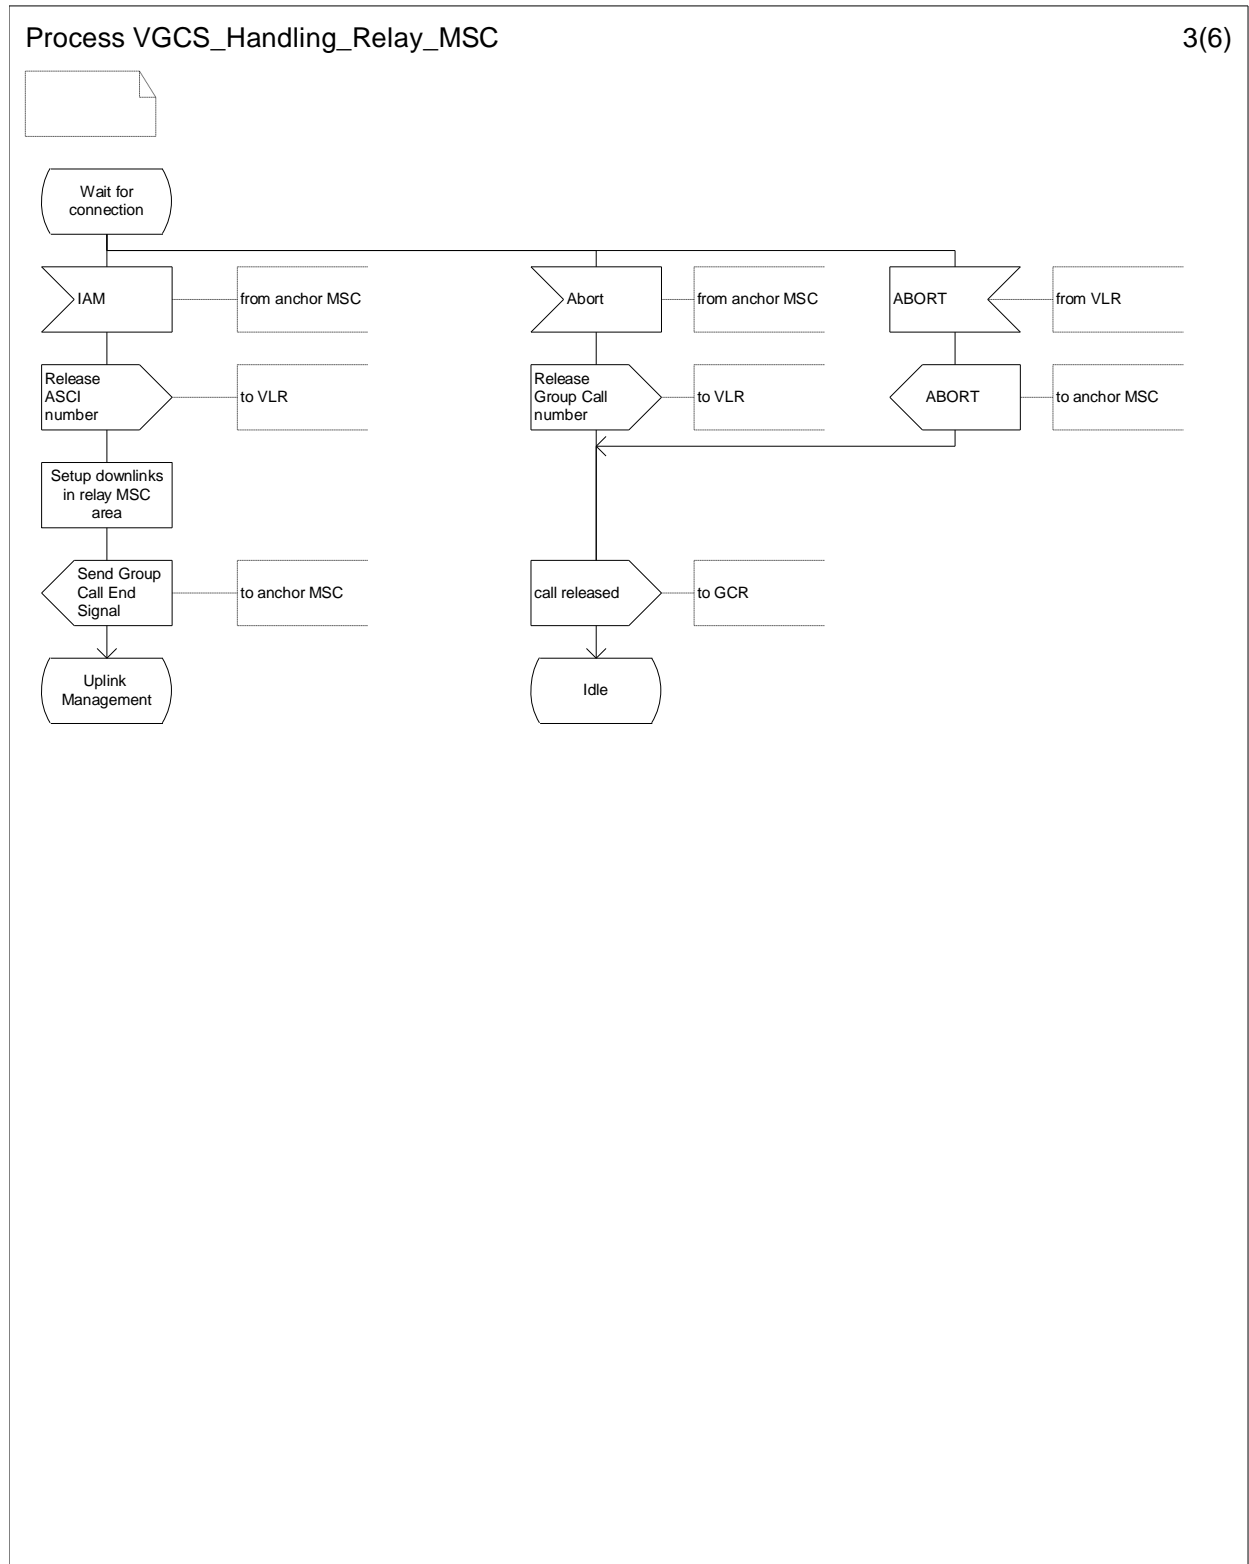 Process VGCS_Handling_Relay_MSC
3(6)
Wait for
connection
IAM
from anchor MSC
Abort
from anchor MSC
ABORT
from VLR
Release
ASCI
number
to VLR
Release
Group Call
number
to VLR
ABORT
to anchor MSC
Setup downlinks
in relay MSC
area
Send Group
Call End
Signal
to anchor MSC
call released
to GCR
Uplink
Management
Idle